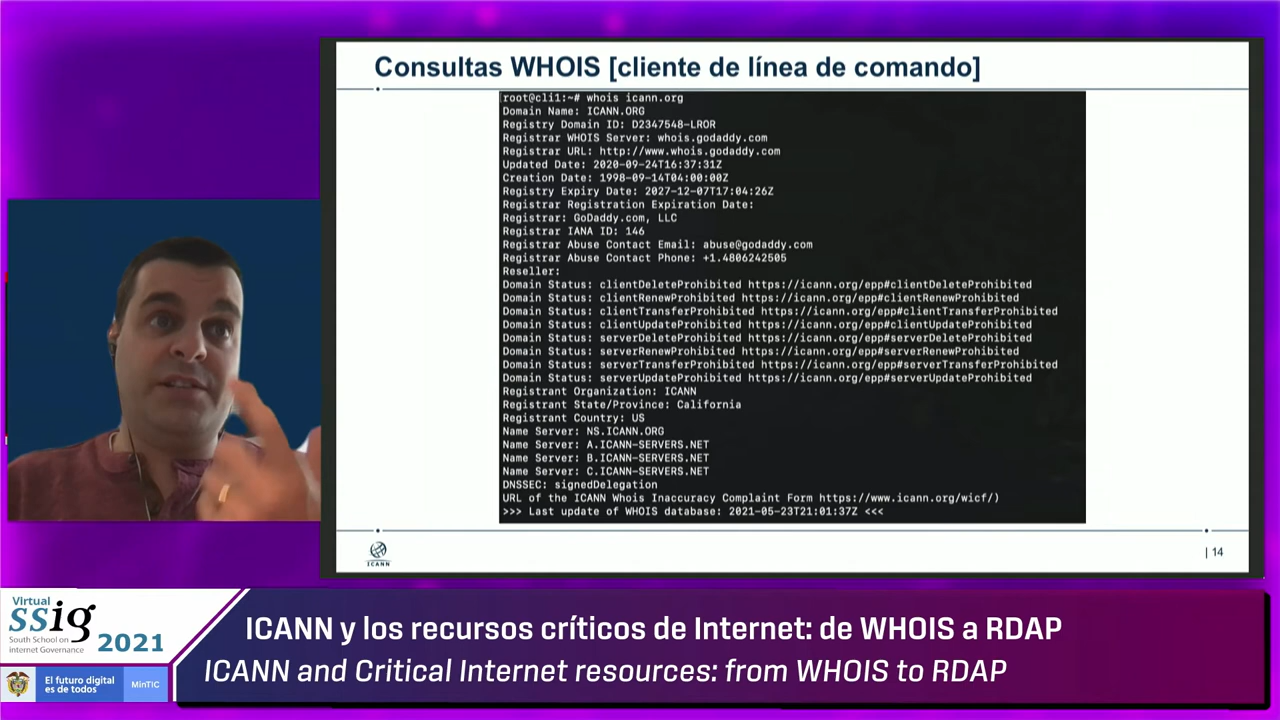 Consultas WHOIS [cliente de línea de comando]
[root@cli1:~# whois icann.org
Domain Name: ICANN.ORG
Registry Domain ID: D2347548-LROR
Registrar WHOIS Server: whois.godaddy.com
Registrar URL: http://www.whois.godaddy.com
Updated Date: 2020-09-24T16:37:31Z
Creation Date: 1998-09-14T04:00:00Z
Registry Expiry Date: 2027-12-07T17:04:26Z
Registrar Registration Expiration Date:
Registrar: GoDaddy.com, LLC
Registrar IANA ID: 146
Registrar Abuse Contact Email: abuse@godaddy.com
Registrar Abuse Contact Phone: +1.4806242505
Reseller:
Domain Status: clientDeleteProhibited https://icann.org/epp#clientDeleteProhibited
Domain Status: clientRenewProhibited https://icann.org/epp#clientRenewProhibited
Domain Status: clientTransferProhibited https://icann.org/epp#clientTransferProhibited
Domain Status: clientUpdateProhibited https://icann.org/epp#clientUpdateProhibited
Domain Status: serverDeleteProhibited https://icann.org/epp#serverDeleteProhibited
Domain Status: serverRenewProhibited https://icann.org/epp#serverRenewProhibited
Domain Status: serverTransferProhibited https://icann.org/epp#serverTransferProhibited
Domain Status: serverUpdateProhibited https://icann.org/epp#serverUpdateProhibited
Registrant Organization: ICANN
Registrant State/Province: California
Registrant Country: US
Name Server: NS.ICANN.ORG
Name Server: A.ICANN-SERVERS.NET
Name Server: B.ICANN-SERVERS.NET
Name Server: C.ICANN-SERVERS.NET
DNSSEC: signedDelegation
URL of the ICANN Whois Inaccuracy Complaint Form https://www.icann.org/wicf/)
>>> Last update of WHOIS database: 2021-05-23T21:01:37Z <<<
ICANN
| 14
Virtual
ssig
South School on
Internet Governance
2021
El futuro digital
es de todos
MinTIC
ICANN y los recursos críticos de Internet: de WHOIS a RDAP
ICANN and Critical Internet resources: from WHOIS to RDAP